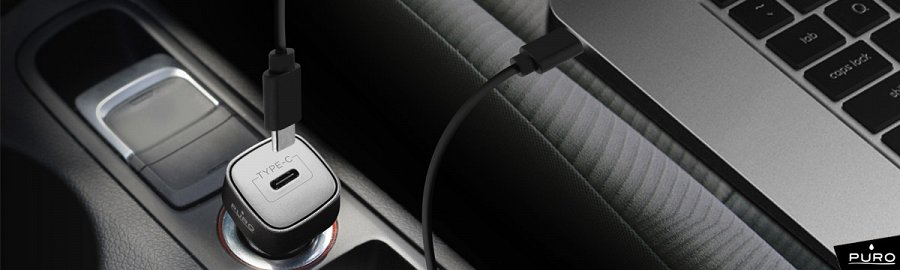 TYPE-C
PURO
tab
caps lock
Q
~
PURO